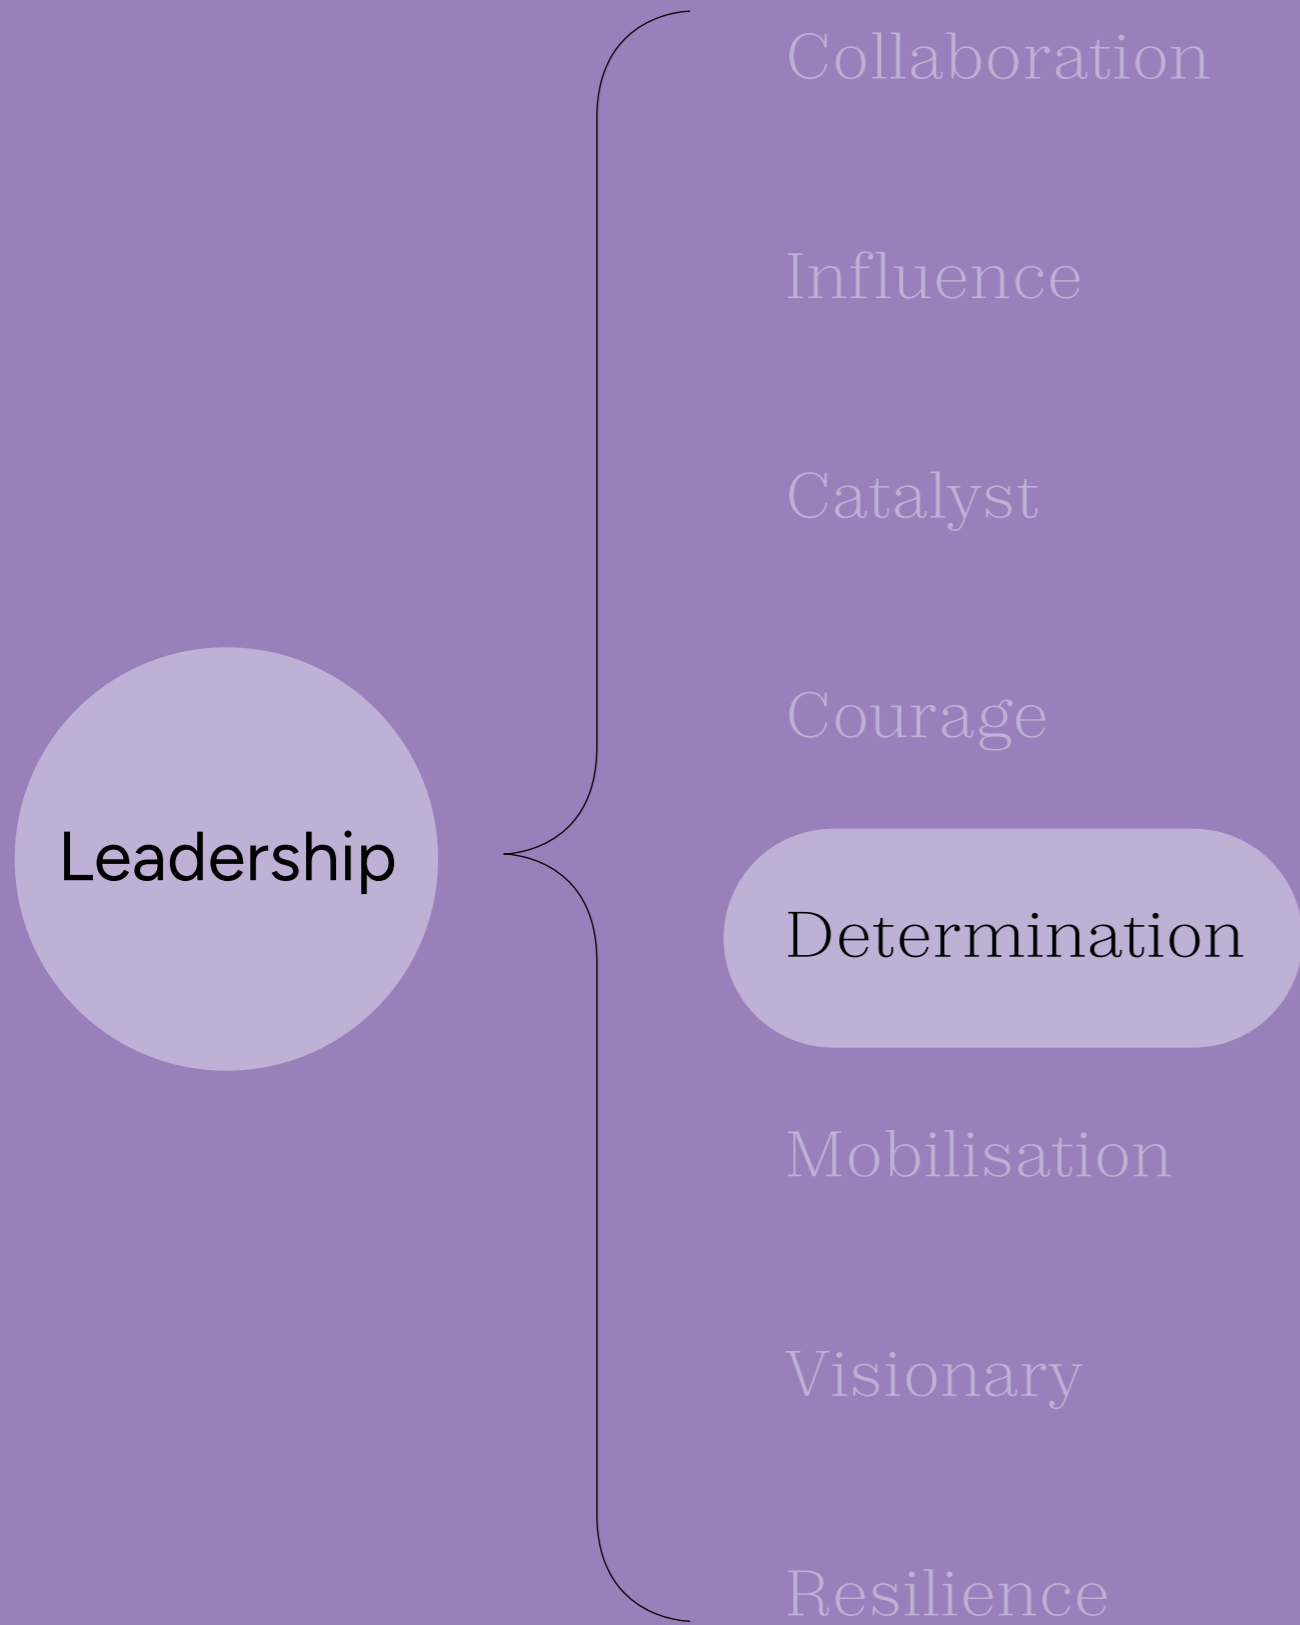 Leadership
Collaboration
Influence
Catalyst
Courage
Determination
Mobilisation
Visionary
Resilience